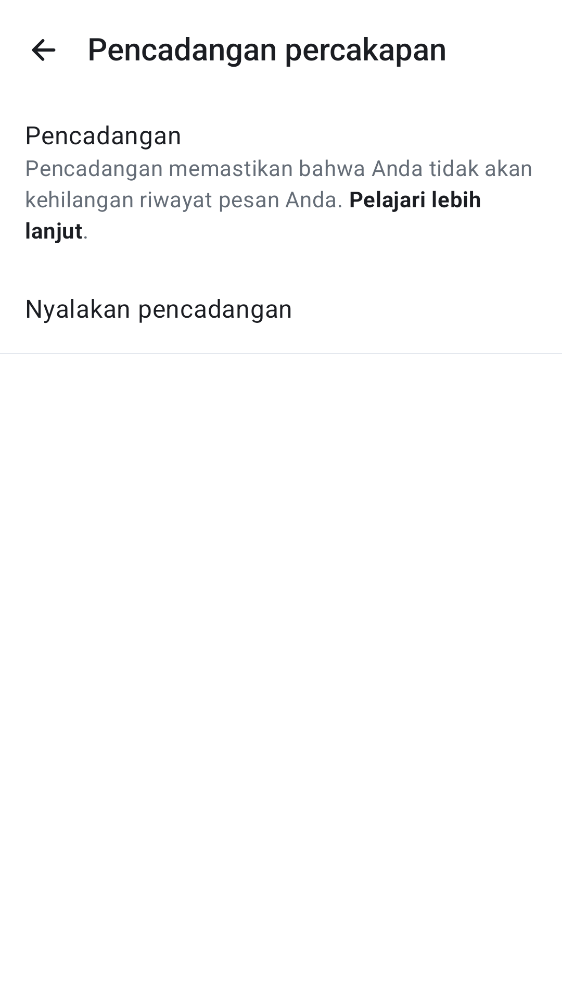 Pencadangan percakapan
Pencadangan
Pencadangan memastikan bahwa Anda tidak akan
kehilangan riwayat pesan Anda. Pelajari lebih
lanjut.
Nyalakan pencadangan